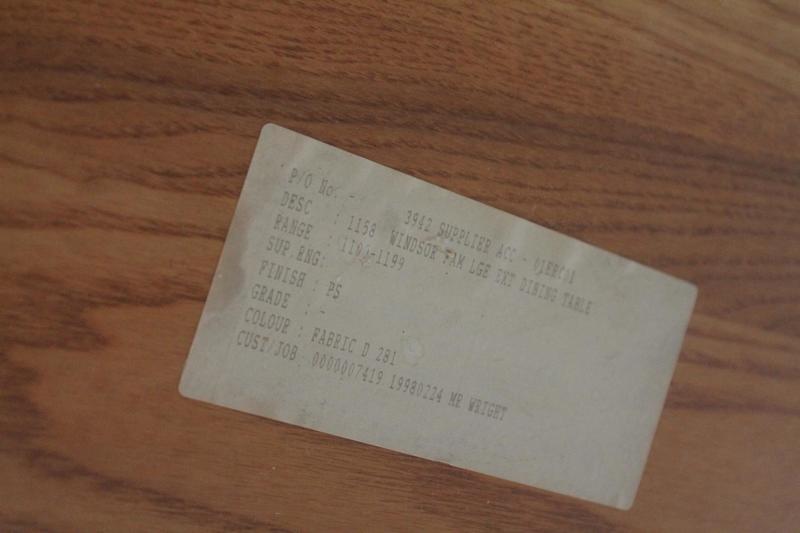 P/O No. - 3942 SUPPLIER ACC -
DESC : 1158 WINDSOR FAM LGE EXT DINING TABLE
RANGE : 1199
SUP.RNG:
FINISH : PS
GRADE : -
COLOUR : FABRIC D 281
CUST/JOB 0000007419 19980224 MR WRIGHT